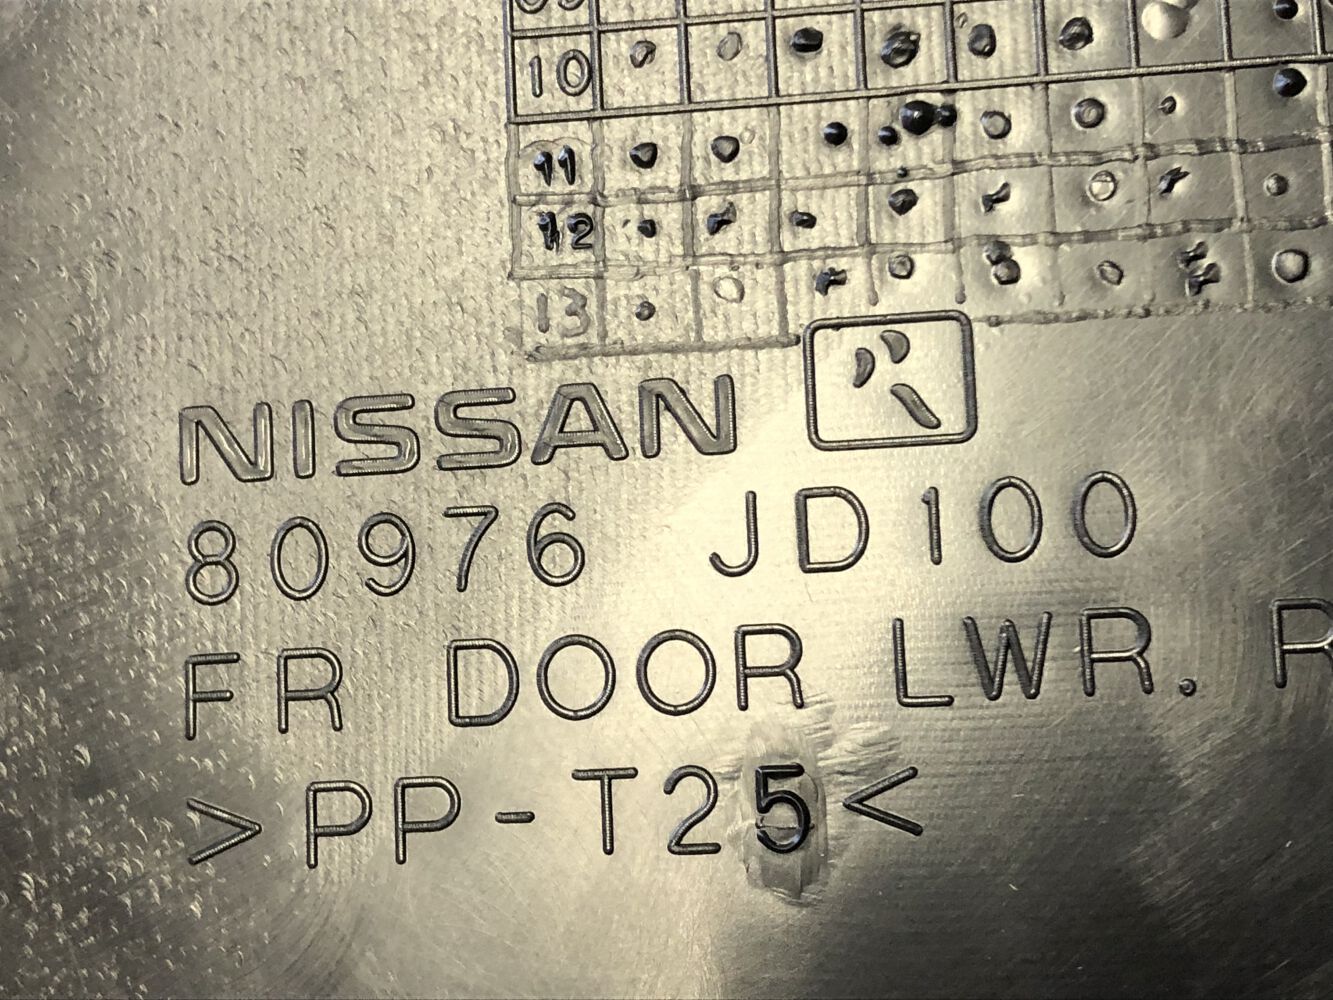 10
11
12
13
NISSAN
80976 JD100
FR DOOR LWR. R
>PP-T25<